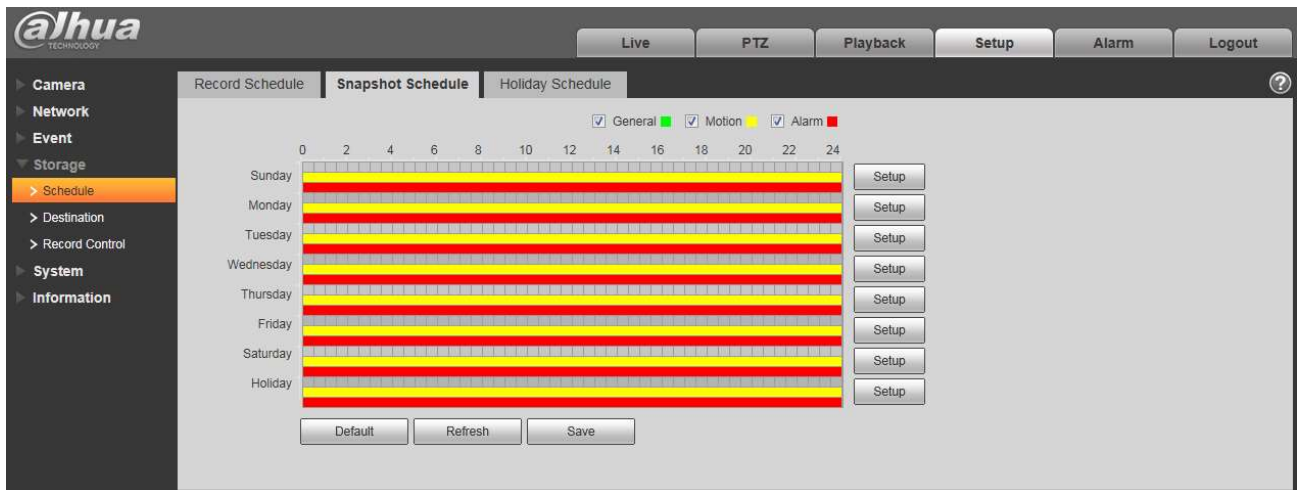 alhua
TECHNOLOGY
Live PTZ Playback Setup Alarm Logout
Camera
Network
Event
Storage
> Schedule
> Destination
> Record Control
System
Information
Record Schedule Snapshot Schedule Holiday Schedule ?
General Motion Alarm
0 2 4 6 8 10 12 14 16 18 20 22 24
Sunday Setup
Monday Setup
Tuesday Setup
Wednesday Setup
Thursday Setup
Friday Setup
Saturday Setup
Holiday Setup
Default Refresh Save